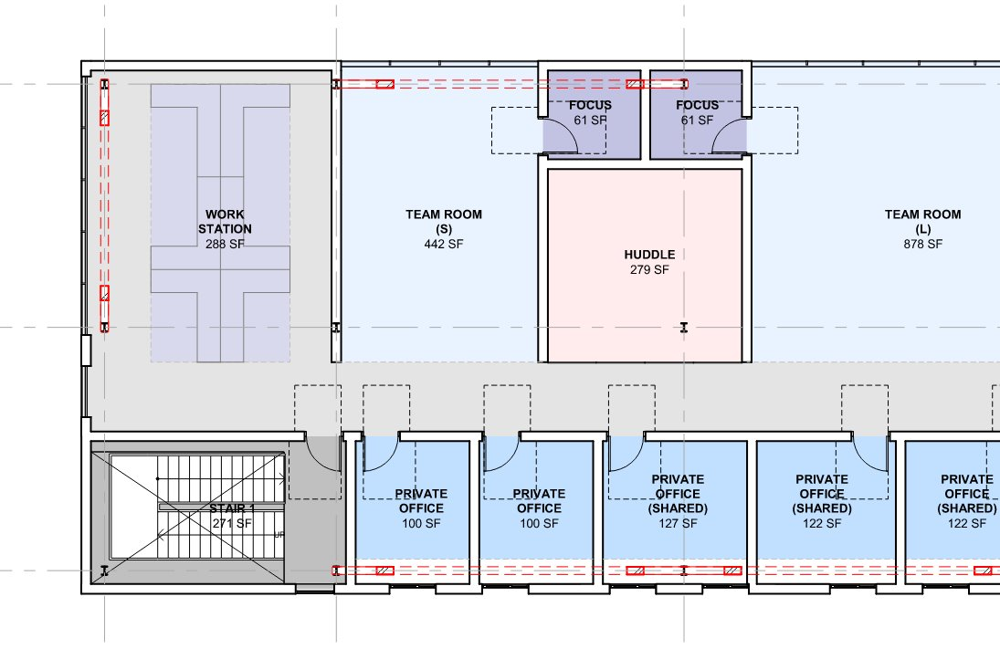 FOCUS
61 SF
FOCUS
61 SF
WORK
STATION
288 SF
TEAM ROOM
(S)
442 SF
HUDDLE
279 SF
TEAM ROOM
(L)
878 SF
STAIR 1
271 SF
UP
PRIVATE
OFFICE
100 SF
PRIVATE
OFFICE
100 SF
PRIVATE
OFFICE
(SHARED)
127 SF
PRIVATE
OFFICE
(SHARED)
122 SF
PRIVATE
OFFICE
(SHARED)
122 SF